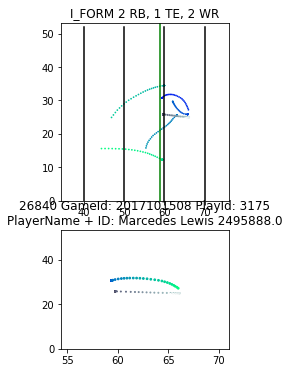 I_FORM 2 RB, 1 TE, 2 WR
50
40
30
20
10
0
40 50 60 70
26840 GameId: 2017101508 PlayId: 3175
PlayerName + ID: Marcedes Lewis 2495888.0
40
20
0
55 60 65 70